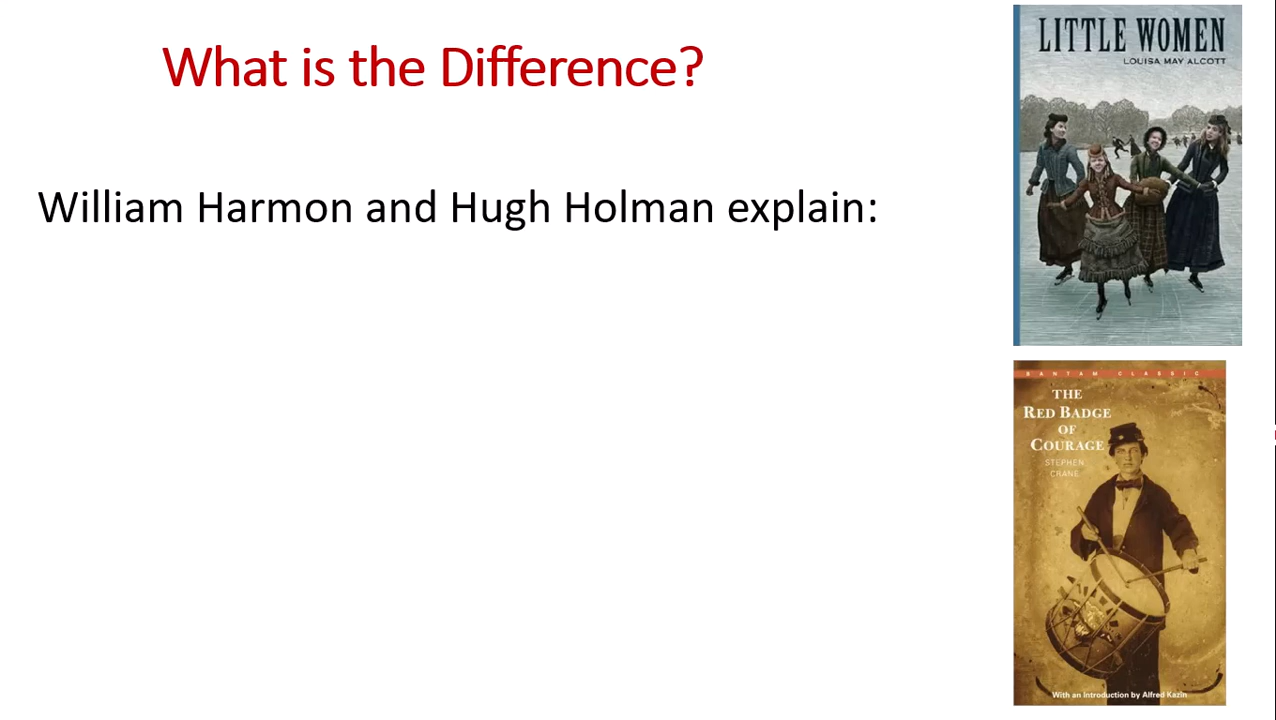 What is the Difference?
William Harmon and Hugh Holman explain:
LITTLE WOMEN
LOUISA MAY ALCOTT
BANTAM CLASSIC
THE
RED BADGE
OF
COURAGE
STEPHEN
CRANE
With an introduction by Alfred Kazin